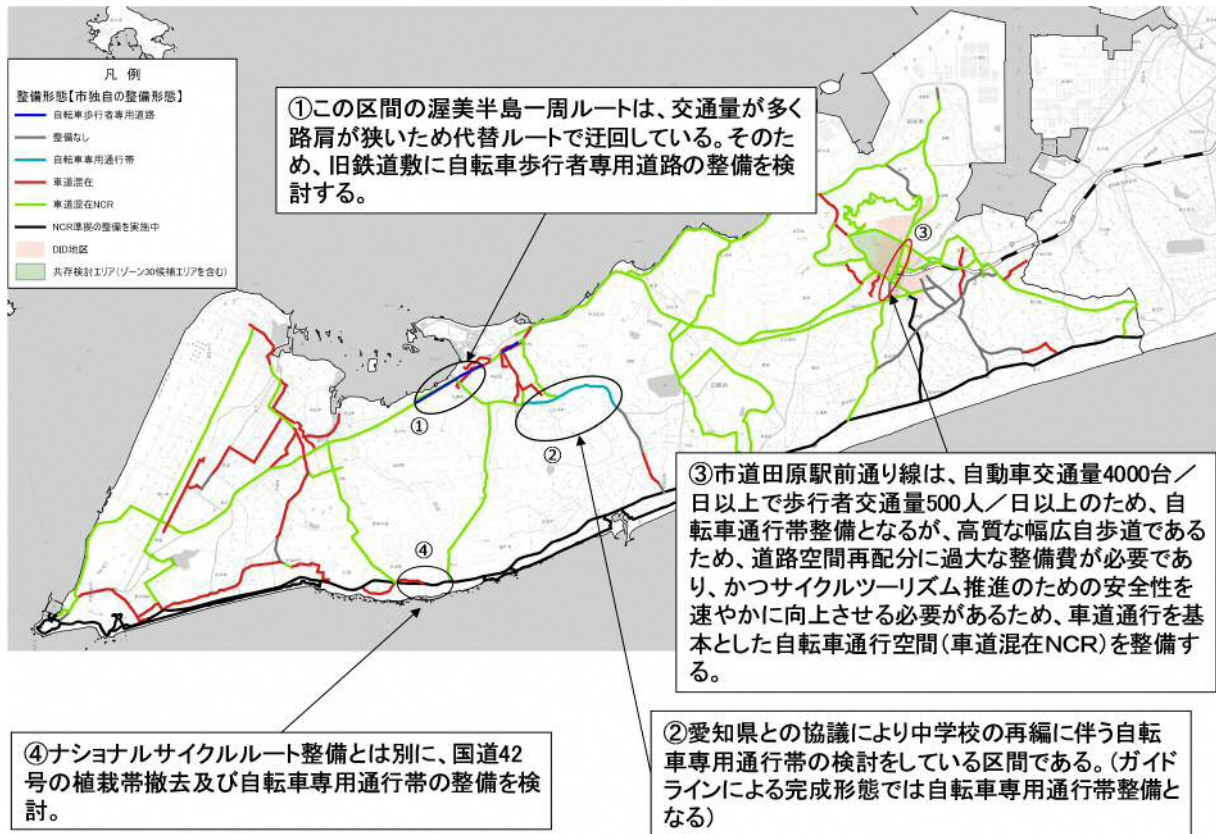 凡 例
整備形態【市独自の整備形態】
自転車歩行者専用道路
整備なし
自転車専用通行帯
車道混在
車道混在NCR
NCR準拠の整備を実施中
DID地区
共存検討エリア(ゾーン30候補エリアを含む)
①この区間の渥美半島一周ルートは、交通量が多く
路肩が狭いため代替ルートで迂回している。そのた
め、旧鉄道敷に自転車歩行者専用道路の整備を検
討する。
③
①
②
④
③市道田原駅前通り線は、自動車交通量4000台/
日以上で歩行者交通量500人/日以上のため、自
転車通行帯整備となるが、高質な幅広自歩道である
ため、道路空間再配分に過大な整備費が必要であ
り、かつサイクルツーリズム推進のための安全性を
速やかに向上させる必要があるため、車道通行を基
本とした自転車通行空間(車道混在NCR)を整備す
る。
④ナショナルサイクルルート整備とは別に、国道42
号の植栽帯撤去及び自転車専用通行帯の整備を検
討。
②愛知県との協議により中学校の再編に伴う自転
車専用通行帯の検討をしている区間である。(ガイド
ラインによる完成形態では自転車専用通行帯整備と
なる)